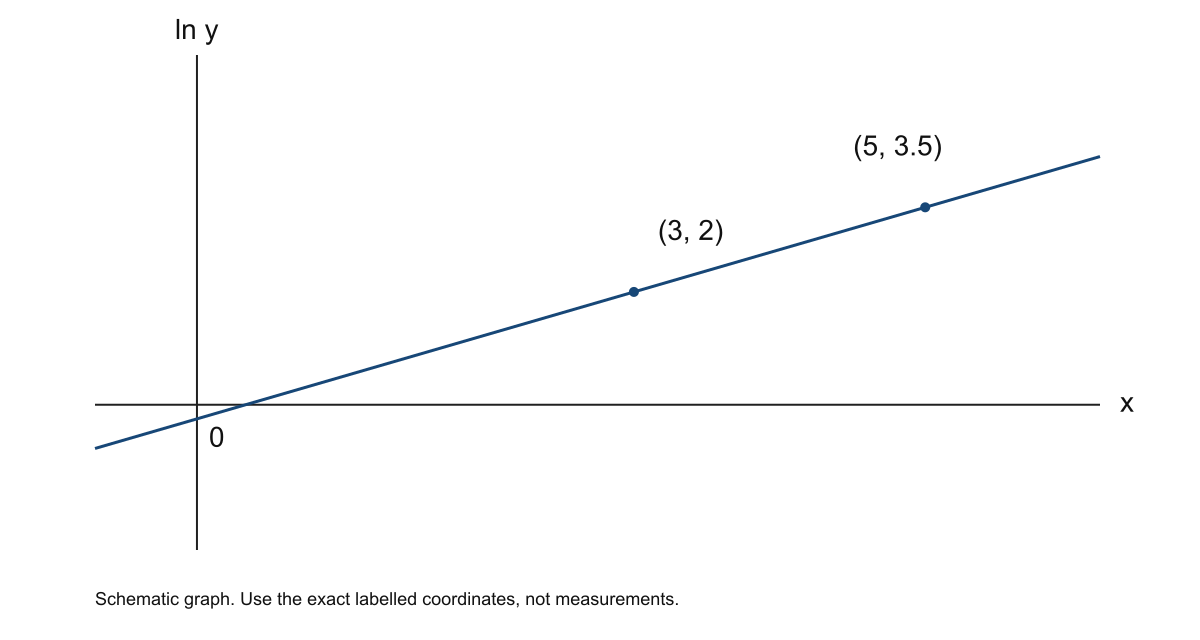 ln y
(5, 3.5)
(3, 2)
x
0
Schematic graph. Use the exact labelled coordinates, not measurements.